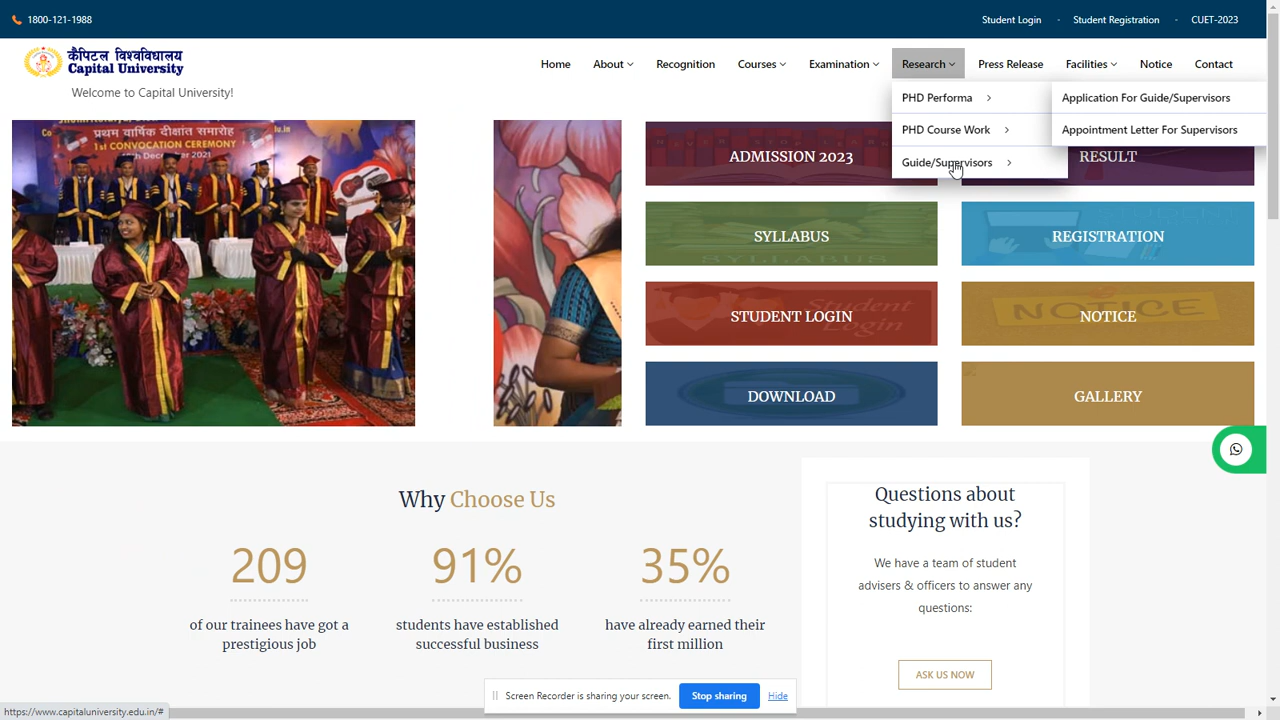 1800-121-1988
Student Login - Student Registration - CUET-2023
कैपिटल विश्वविद्यालय
Capital University
Welcome to Capital University!
Home About Recognition Courses Examination Research Press Release Facilities Notice Contact
PHD Performa
PHD Course Work
Guide/Supervisors
Application For Guide/Supervisors
Appointment Letter For Supervisors
प्रथम वार्षिक दीक्षांत समारोह
1st CONVOCATION CEREMONY
December 2021
ADMISSION 2023
RESULT
SYLLABUS
SYLLABUS
REGISTRATION
STUDENT LOGIN
Student Login
NOTICE
NOTICE
DOWNLOAD
GALLERY
Why Choose Us
209
of our trainees have got a
prestigious job
91%
students have established
successful business
35%
have already earned their
first million
Questions about
studying with us?
We have a team of student
advisers & officers to answer any
questions:
ASK US NOW
Screen Recorder is sharing your screen. Stop sharing Hide
https://www.capitaluniversity.edu.in/#